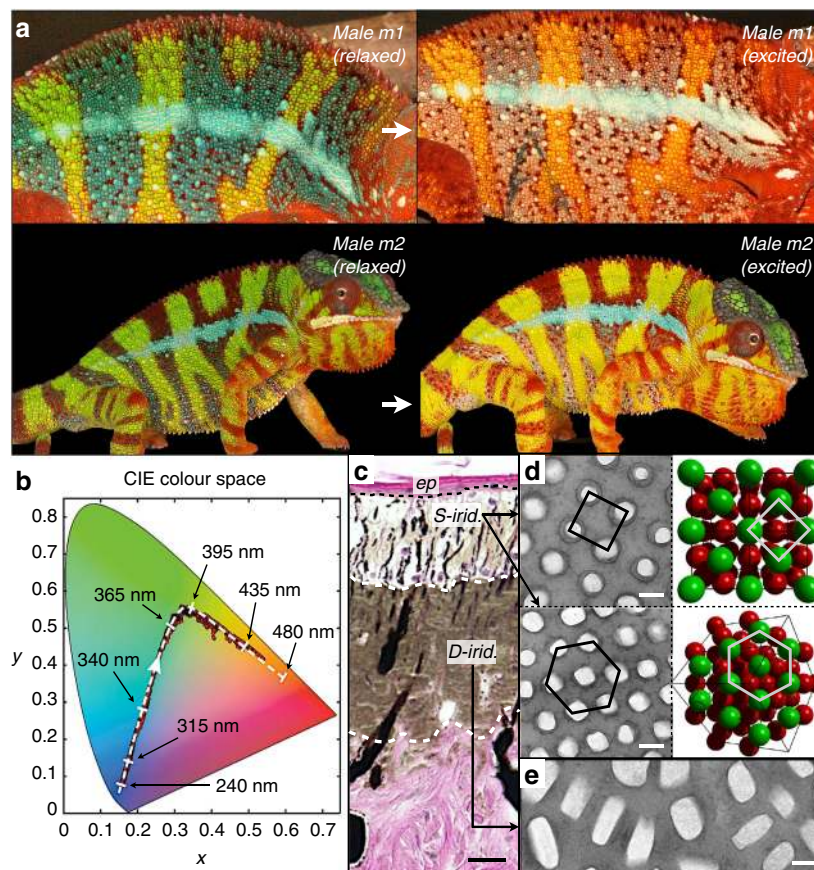 a
Male m1
(relaxed)
Male m1
(excited)
Male m2
(relaxed)
Male m2
(excited)
b
CIE colour space
y
0.8
0.7
0.6
0.5
0.4
0.3
0.2
0.1
0
0 0.1 0.2 0.3 0.4 0.5 0.6 0.7
x
395 nm
365 nm
435 nm
480 nm
340 nm
315 nm
240 nm
c
ep
S-irid.
D-irid.
d
e